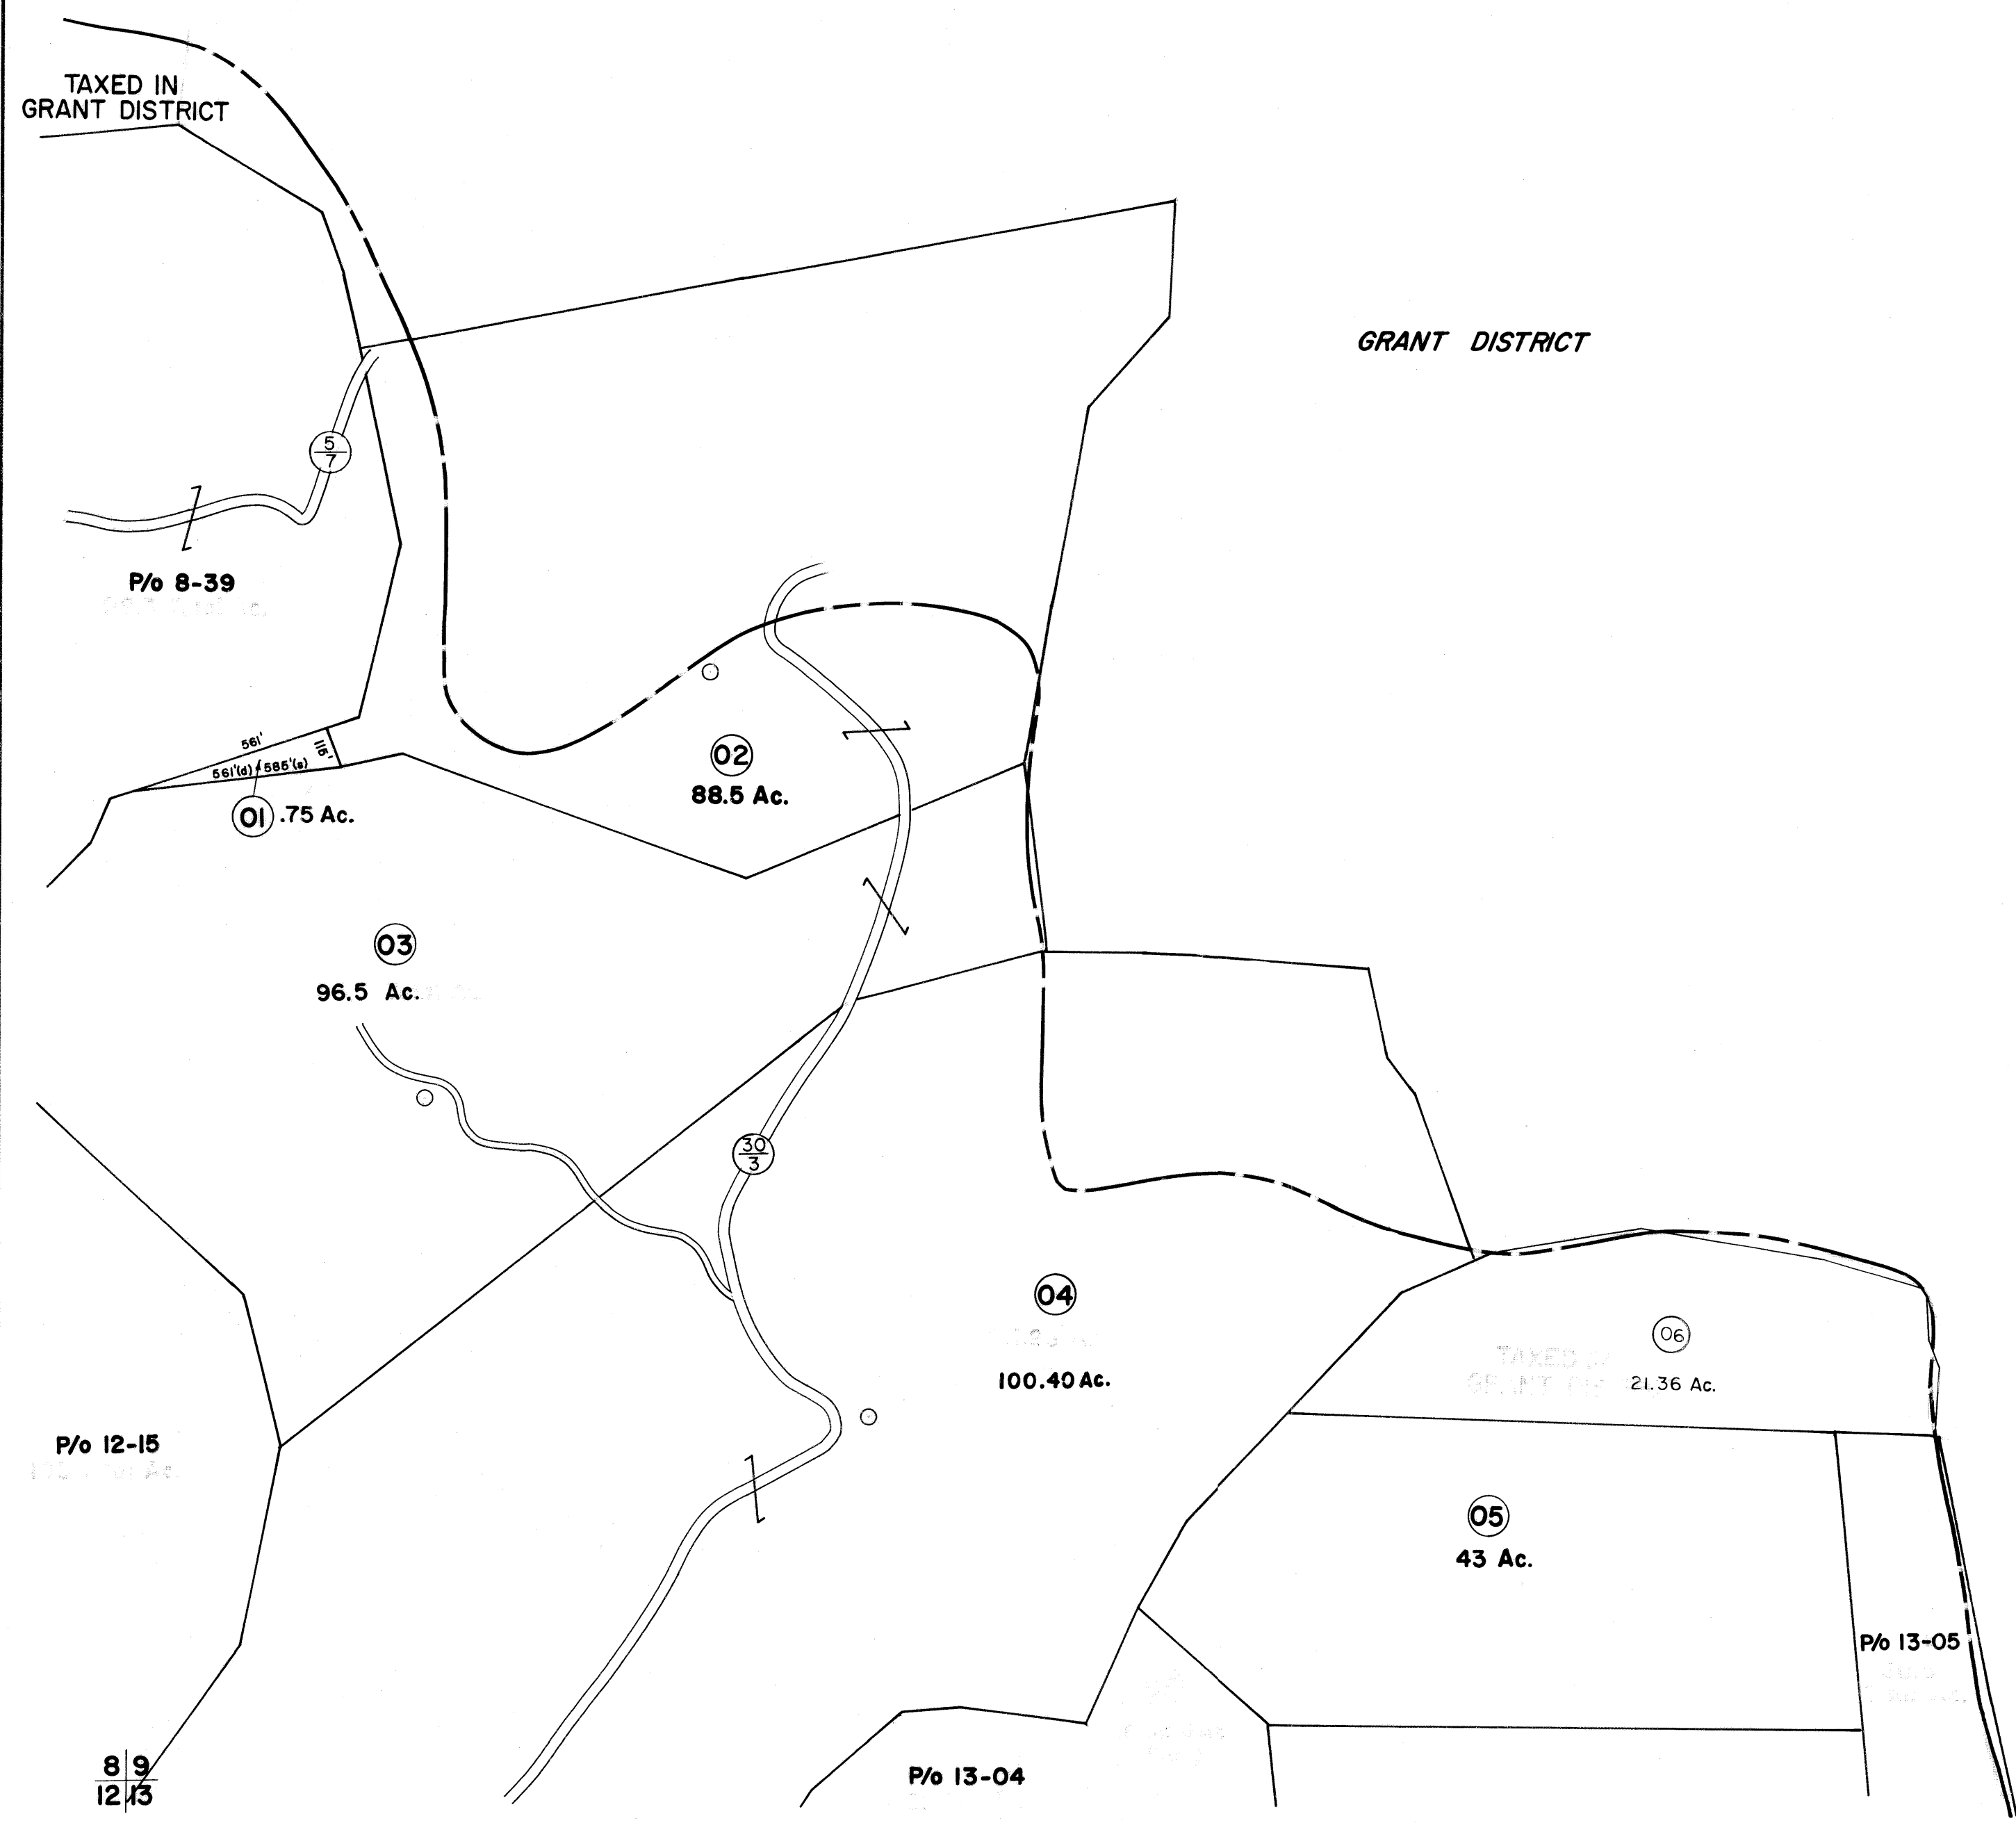 TAXED IN
GRANT DISTRICT
GRANT DISTRICT
5
7
P/o 8-39
561'
115'
561'(d) & 585'(s)
01 .75 Ac.
02
88.5 Ac.
03
96.5 Ac.
30
3
04
100.40 Ac.
06
TAXED
21.36 Ac.
P/o 12-15
05
43 Ac.
P/o 13-05
P/o 13-04
8 9
12 13